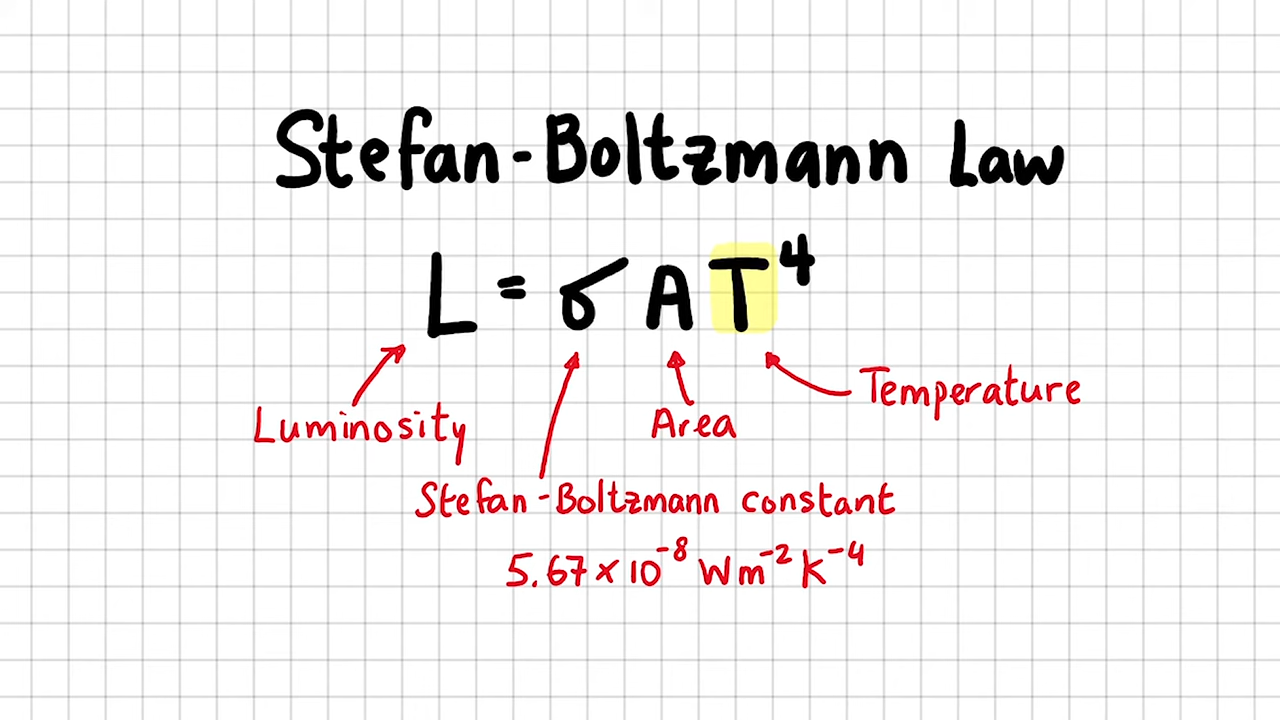 Stefan-Boltzmann Law
L = σ A T⁴
Luminosity
Area
Temperature
Stefan-Boltzmann constant
5.67 × 10⁻⁸ Wm⁻² K⁻⁴